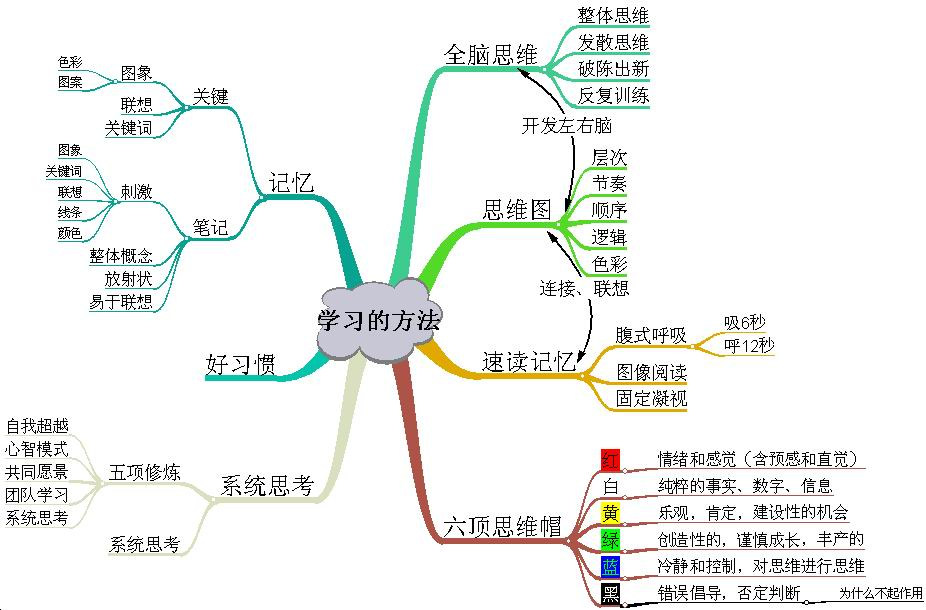 学习的方法
全脑思维
整体思维
发散思维
破陈出新
反复训练
开发左右脑
思维图
层次
节奏
顺序
逻辑
色彩
连接、联想
速读记忆
腹式呼吸
吸6秒
呼12秒
图像阅读
固定凝视
六顶思维帽
红
情绪和感觉（含预感和直觉）
白
纯粹的事实、数字、信息
黄
乐观，肯定，建设性的机会
绿
创造性的，谨慎成长，丰产的
蓝
冷静和控制，对思维进行思维
黑
错误倡导，否定判断
为什么不起作用
记忆
关键
图象
色彩
图案
联想
关键词
笔记
刺激
图象
关键词
联想
线条
颜色
整体概念
放射状
易于联想
好习惯
系统思考
五项修炼
自我超越
心智模式
共同愿景
团队学习
系统思考
系统思考